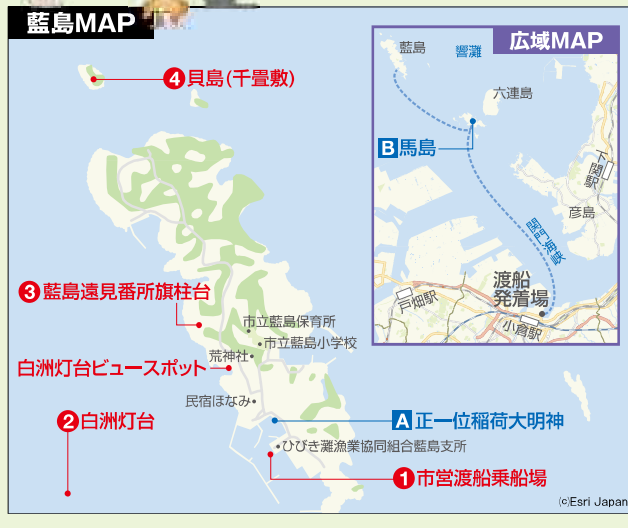 藍島MAP
広域MAP
藍島
響灘
六連島
B馬島
下関駅
彦島
関門海峡
渡船
発着場
戸畑駅
小倉駅
4貝島(千畳敷)
3藍島遠見番所旗柱台
市立藍島保育所
市立藍島小学校
荒神社
白洲灯台ビュースポット
民宿ほなみ
2白洲灯台
A正一位稲荷大明神
ひびき灘漁業協同組合藍島支所
1市営渡船乗船場
(c)Esri Japan